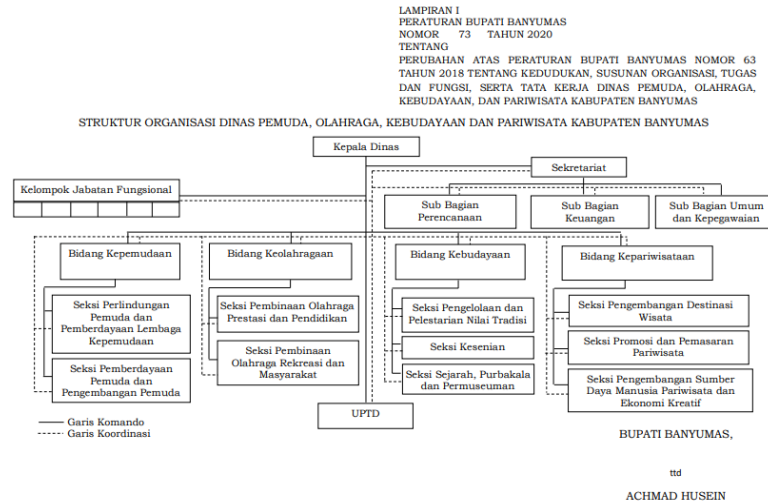 LAMPIRAN I
PERATURAN BUPATI BANYUMAS
NOMOR 73 TAHUN 2020
TENTANG
PERUBAHAN ATAS PERATURAN BUPATI BANYUMAS NOMOR 63
TAHUN 2018 TENTANG KEDUDUKAN, SUSUNAN ORGANISASI, TUGAS
DAN FUNGSI, SERTA TATA KERJA DINAS PEMUDA, OLAHRAGA,
KEBUDAYAAN, DAN PARIWISATA KABUPATEN BANYUMAS
STRUKTUR ORGANISASI DINAS PEMUDA, OLAHRAGA, KEBUDAYAAN DAN PARIWISATA KABUPATEN BANYUMAS
Kepala Dinas
Sekretariat
Kelompok Jabatan Fungsional
Sub Bagian
Perencanaan
Sub Bagian
Keuangan
Sub Bagian Umum
dan Kepegawaian
Bidang Kepemudaan
Bidang Keolahragaan
Bidang Kebudayaan
Bidang Kepariwisataan
Seksi Perlindungan
Pemuda dan
Pemberdayaan Lembaga
Kepemudaan
Seksi Pemberdayaan
Pemuda dan
Pengembangan Pemuda
Seksi Pembinaan Olahraga
Prestasi dan Pendidikan
Seksi Pembinaan
Olahraga Rekreasi dan
Masyarakat
Seksi Pengelolaan dan
Pelestarian Nilai Tradisi
Seksi Kesenian
Seksi Sejarah, Purbakala
dan Permuseuman
Seksi Pengembangan Destinasi
Wisata
Seksi Promosi dan Pemasaran
Pariwisata
Seksi Pengembangan Sumber
Daya Manusia Pariwisata dan
Ekonomi Kreatif
UPTD
Garis Komando
Garis Koordinasi
BUPATI BANYUMAS,
ttd
ACHMAD HUSEIN